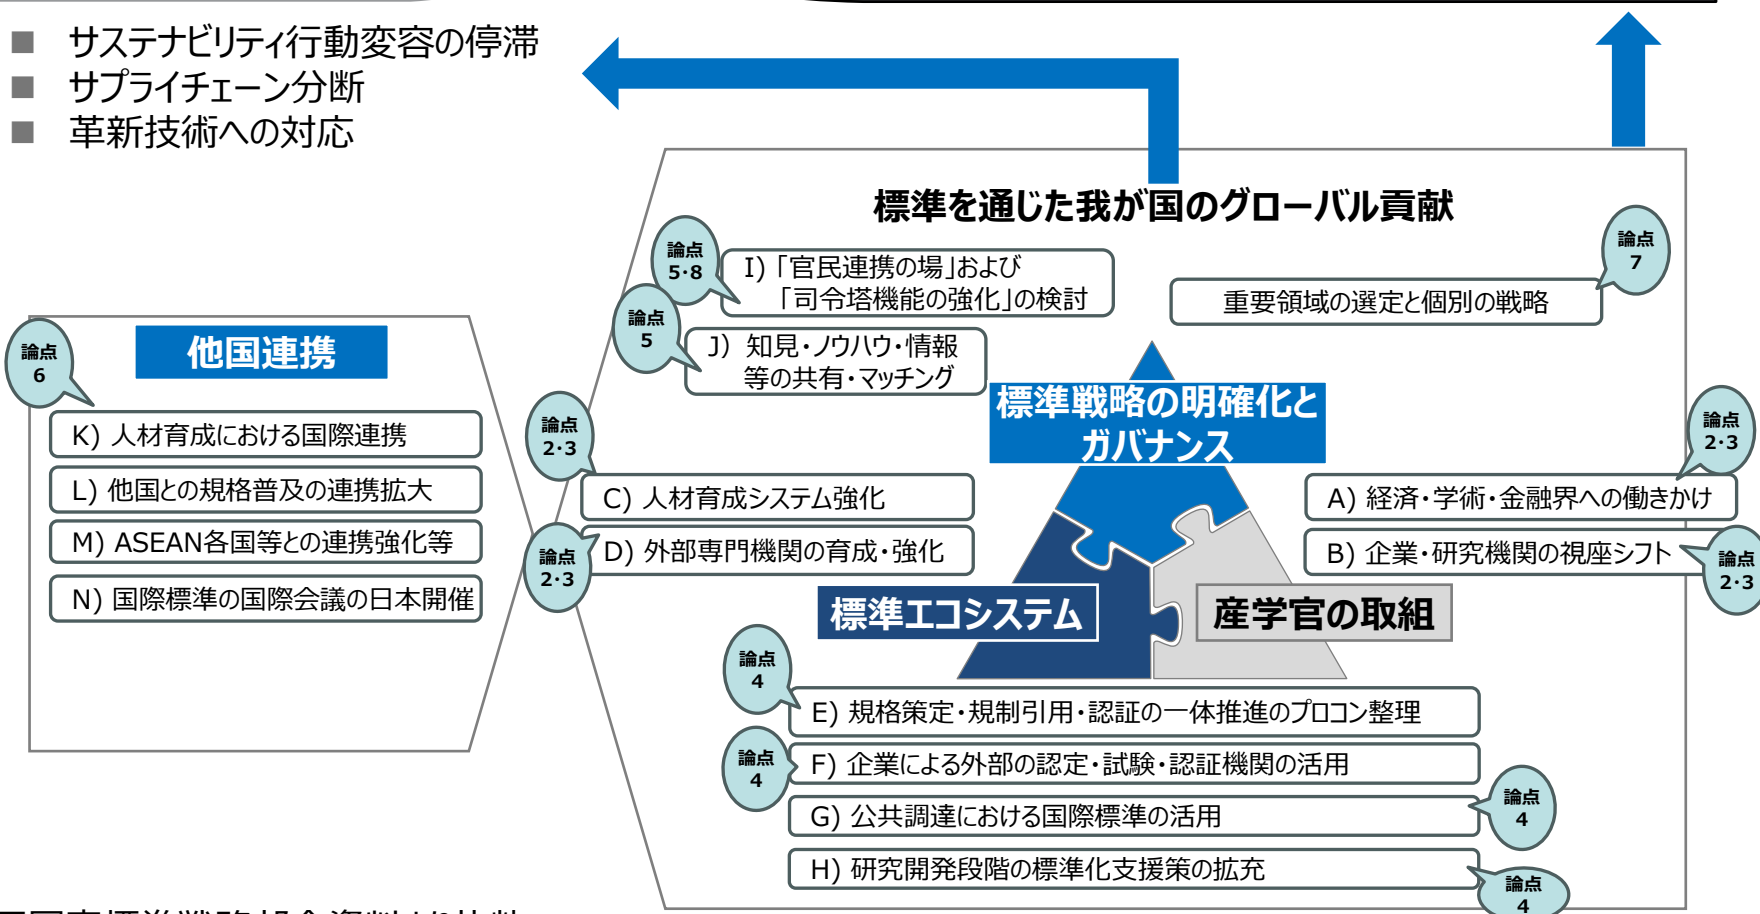 ■ サステナビリティ行動変容の停滞
■ サプライチェーン分断
■ 革新技術への対応
標準を通じた我が国のグローバル貢献
論点
5・8
I)「官民連携の場」および
「司令塔機能の強化」の検討
論点
7
重要領域の選定と個別の戦略
論点
5
J) 知見・ノウハウ・情報
等の共有・マッチング
他国連携
論点
6
K) 人材育成における国際連携
L) 他国との規格普及の連携拡大
M) ASEAN各国等との連携強化等
N) 国際標準の国際会議の日本開催
標準戦略の明確化と
ガバナンス
論点
2・3
C) 人材育成システム強化
論点
2・3
D) 外部専門機関の育成・強化
論点
2・3
A) 経済・学術・金融界への働きかけ
B) 企業・研究機関の視座シフト
論点
2・3
標準エコシステム
産学官の取組
論点
4
E) 規格策定・規制引用・認証の一体推進のプロコン整理
論点
4
F) 企業による外部の認定・試験・認証機関の活用
G) 公共調達における国際標準の活用
論点
4
H) 研究開発段階の標準化支援策の拡充
論点
4